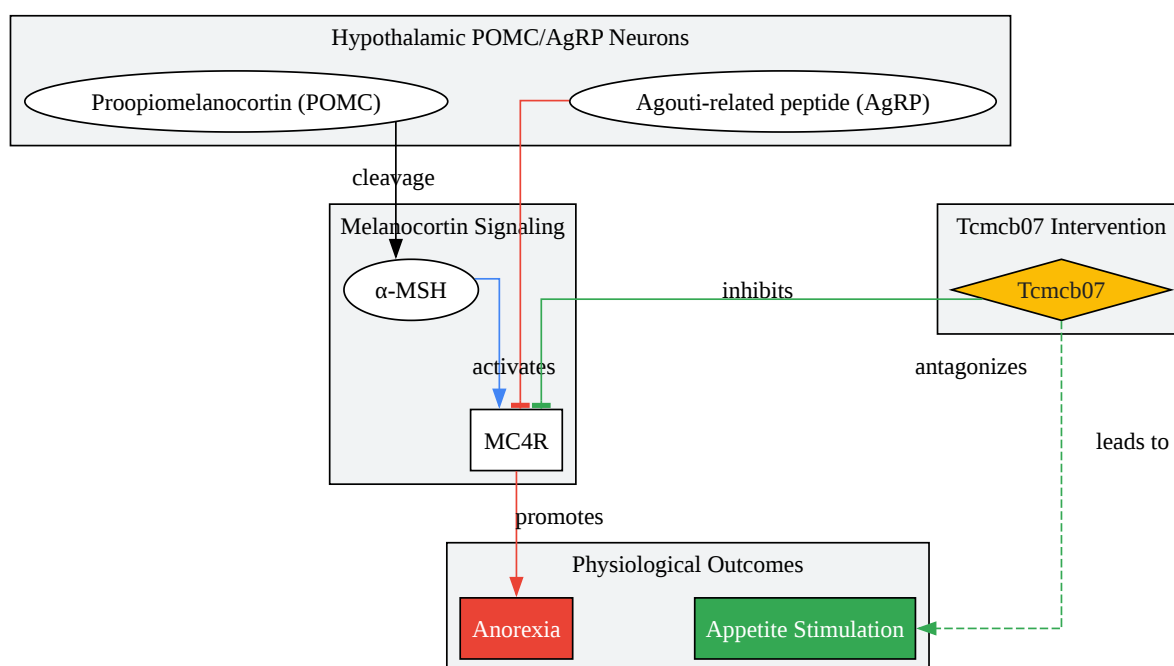 Hypothalamic POMC/AgRP Neurons
Proopiomelanocortin (POMC)
Agouti-related peptide (AgRP)
cleavage
Melanocortin Signaling
Tcmcb07 Intervention
α-MSH
inhibits
Tcmcb07
activates
antagonizes
MC4R
leads to
promotes
Physiological Outcomes
Anorexia
Appetite Stimulation